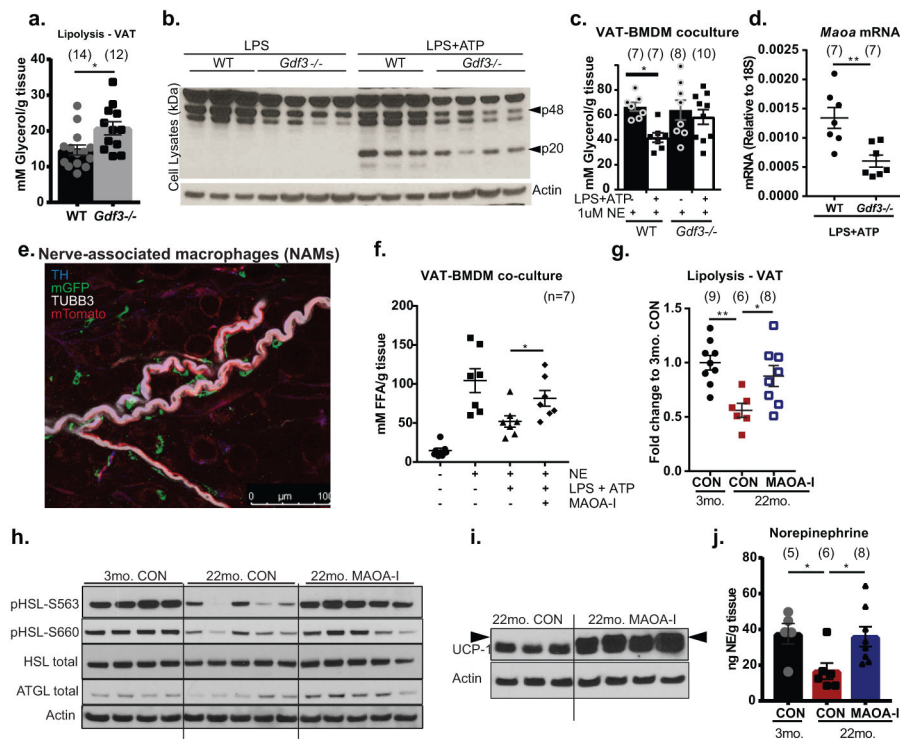 a.
Lipolysis - VAT
(14) (12)
*
mM Glycerol/g tissue
60
40
20
0
WT
Gdf3-/-
b.
LPS
LPS+ATP
WT
Gdf3 -/-
WT
Gdf3 -/-
Cell Lysates (kDa)
p48
p20
Actin
c.
VAT-BMDM coculture
(7) (7) (8) (10)
*
mM Glycerol/g tissue
100
80
60
40
20
0
LPS+ATP - + - +
1uM NE + + + +
WT
Gdf3-/-
d.
Maoa mRNA
(7) (7)
**
mRNA (Relative to 18S)
0.0025
0.0020
0.0015
0.0010
0.0005
0.0000
WT
Gdf3-/-
LPS+ATP
e. Nerve-associated macrophages (NAMs)
TH
mGFP
TUBB3
mTomato
0 µm 100
f.
VAT-BMDM co-culture
(n=7)
*
mM FFA/g tissue
200
150
100
50
0
- + + + NE
- - + + LPS + ATP
- - - + MAOA-I
g.
Lipolysis - VAT
(9) (6) (8)
** *
Fold change to 3mo. CON
1.5
1.0
0.5
0.0
CON CON MAOA-I
3mo. 22mo.
h.
3mo. CON 22mo. CON 22mo. MAOA-I
pHSL-S563
pHSL-S660
HSL total
ATGL total
Actin
i.
22mo. CON 22mo. MAOA-I
UCP-1
Actin
j.
Norepinephrine
(5) (6) (8)
* *
ng NE/g tissue
80
60
40
20
0
CON CON MAOA-I
3mo. 22mo.